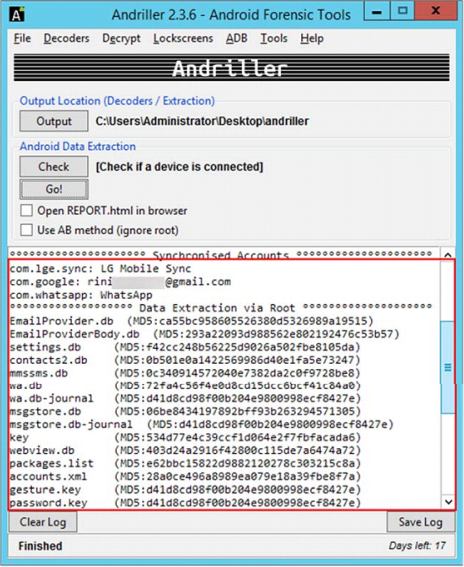 Andriller 2.3.6 - Android Forensic Tools
File Decoders Decrypt Lockscreens ADB Tools Help
Andriller
Output Location (Decoders / Extraction)
Output C:\Users\Administrator\Desktop\andriller
Android Data Extraction
Check [Check if a device is connected]
Go!
Open REPORT.html in browser
Use AB method (ignore root)
Synchronised Accounts
com.lge.sync: LG Mobile Sync
com.google: rini @gmail.com
com.whatsapp: WhatsApp
Data Extraction via Root
EmailProvider.db (MD5:ca55bc958605526380d5326989a19515)
EmailProviderBody.db (MD5:293a22093d988562e802192476c53b57)
settings.db (MD5:f42cc248b56225d9026a502fbe8105da)
contacts2.db (MD5:0b501e0a1422569986d40e1fa5e73247)
mmssms.db (MD5:0c340914572040e7382da2c0f9728be8)
wa.db (MD5:72fa4c56f4e0d8cd15dcc6bcf41c84a0)
wa.db-journal (MD5:d41d8cd98f00b204e9800998ecf8427e)
msgstore.db (MD5:06be8434197892bff93b263294571305)
msgstore.db-journal (MD5:d41d8cd98f00b204e9800998ecf8427e)
key (MD5:534d77e4c39ccf1d064e2f7fbfacada6)
webview.db (MD5:403d24a2916f42800c115de7a6474a72)
packages.list (MD5:e62bbc15822d9882120278c303215c8a)
accounts.xml (MD5:28a0ce496a8989ea079e18a39fbe8f7a)
gesture.key (MD5:d41d8cd98f00b204e9800998ecf8427e)
password.key (MD5:d41d8cd98f00b204e9800998ecf8427e)
Clear Log Save Log
Finished Days left: 17